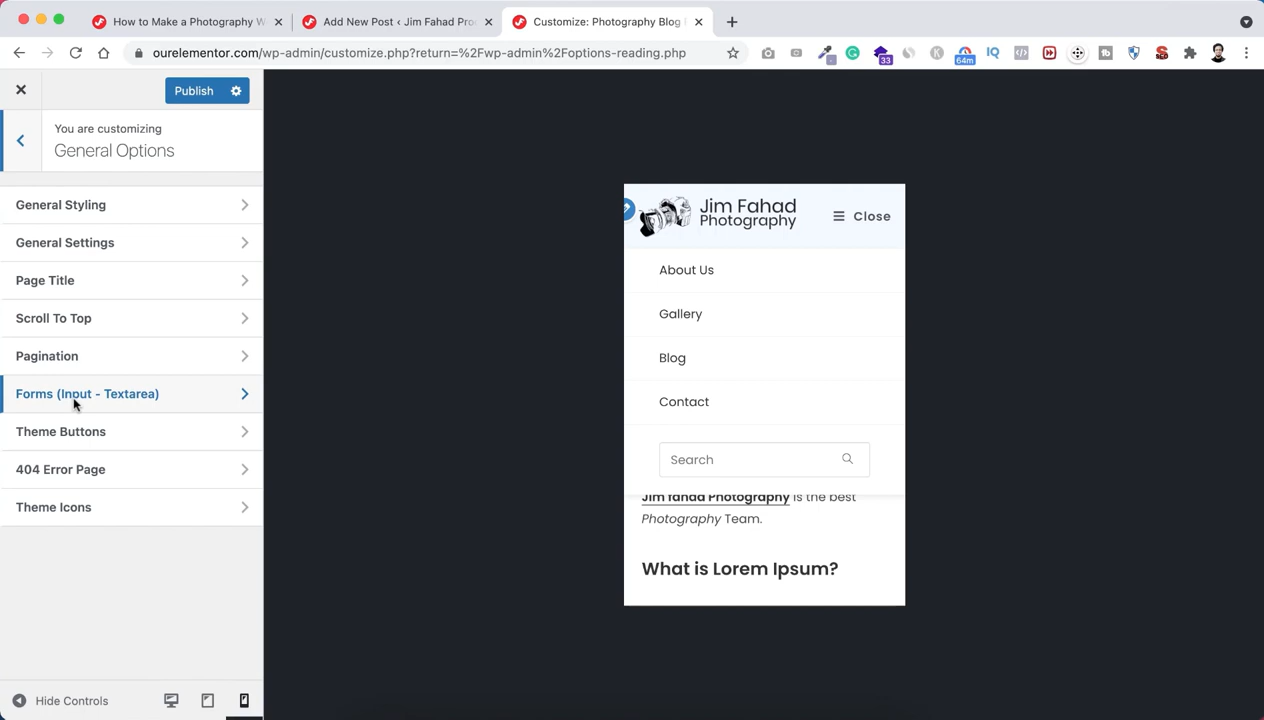 How to Make a Photography W
Add New Post ‹ Jim Fahad Pro
Customize: Photography Blog
ourelementor.com/wp-admin/customize.php?return=%2Fwp-admin%2Foptions-reading.php
33
64m
IQ
Publish
You are customizing
General Options
General Styling
General Settings
Page Title
Scroll To Top
Pagination
Forms (Input - Textarea)
Theme Buttons
404 Error Page
Theme Icons
Hide Controls
Jim Fahad
Photography
Close
About Us
Gallery
Blog
Contact
Search
Jim fahad Photography is the best
Photography Team.
What is Lorem Ipsum?